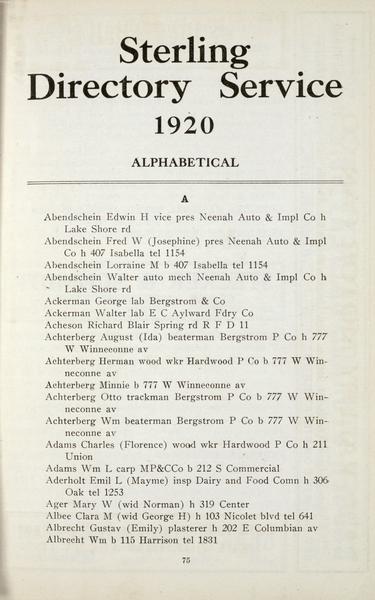 Sterling
Directory Service
1920
ALPHABETICAL
A
Abendschein Edwin H vice pres Neenah Auto & Impl Co h
Lake Shore rd
Abendschein Fred W (Josephine) pres Neenah Auto & Impl
Co h 407 Isabella tel 1154
Abendschein Lorraine M b 407 Isabella tel 1154
Abendschein Walter auto mech Neenah Auto & Impl Co h
Lake Shore rd
Ackerman George lab Bergstrom & Co
Ackerman Walter lab E C Aylward Fdry Co
Acheson Richard Blair Spring rd R F D 11
Achterberg August (Ida) beaterman Bergstrom P Co h 777
W Winneconne av
Achterberg Herman wood wkr Hardwood P Co b 777 W Win-
neconne av
Achterberg Minnie b 777 W Winneconne av
Achterberg Otto trackman Bergstrom P Co b 777 W Win-
neconne av
Achterberg Wm beaterman Bergstrom P Co b 777 W Win-
neconne av
Adams Charles (Florence) wood wkr Hardwood P Co h 211
Union
Adams Wm L carp MP&CCo b 212 S Commercial
Aderholt Emil L (Mayme) insp Dairy and Food Comn h 306
Oak tel 1253
Ager Mary W (wid Norman) h 319 Center
Albee Clara M (wid George H) h 103 Nicolet blvd tel 641
Albrecht Gustav (Emily) plasterer h 202 E Columbian av
Albrecht Wm b 115 Harrison tel 1831
75